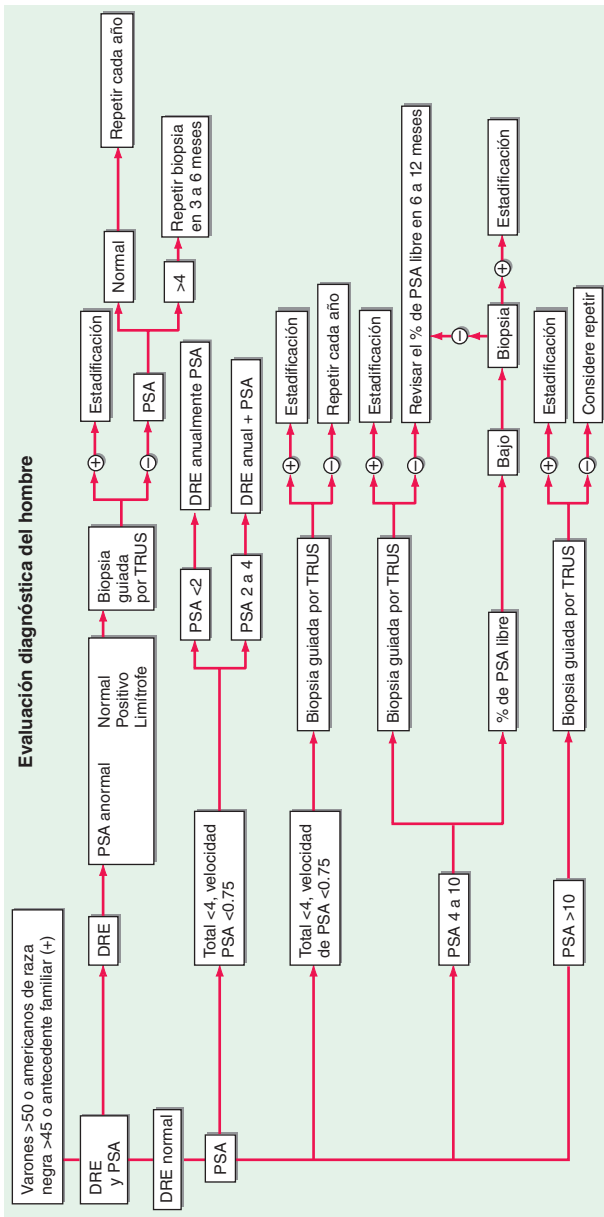 Evaluación diagnóstica del hombre
Varones >50 o americanos de raza
negra >45 o antecedente familiar (+)
DRE
y PSA
DRE
PSA anormal
Normal
Positivo
Limítrofe
Biopsia
guiada
por TRUS
+
Estadificación
–
PSA
Normal
Repetir cada año
>4
Repetir biopsia
en 3 a 6 meses
DRE normal
PSA
Total <4, velocidad
PSA <0.75
PSA <2
DRE anualmente PSA
PSA 2 a 4
DRE anual + PSA
Total <4, velocidad
de PSA <0.75
Biopsia guiada por TRUS
+
Estadificación
–
Repetir cada año
PSA 4 a 10
Biopsia guiada por TRUS
+
Estadificación
–
Revisar el % de PSA libre en 6 a 12 meses
% de PSA libre
Bajo
Biopsia
–
+
Estadificación
PSA >10
Biopsia guiada por TRUS
+
Estadificación
–
Considere repetir